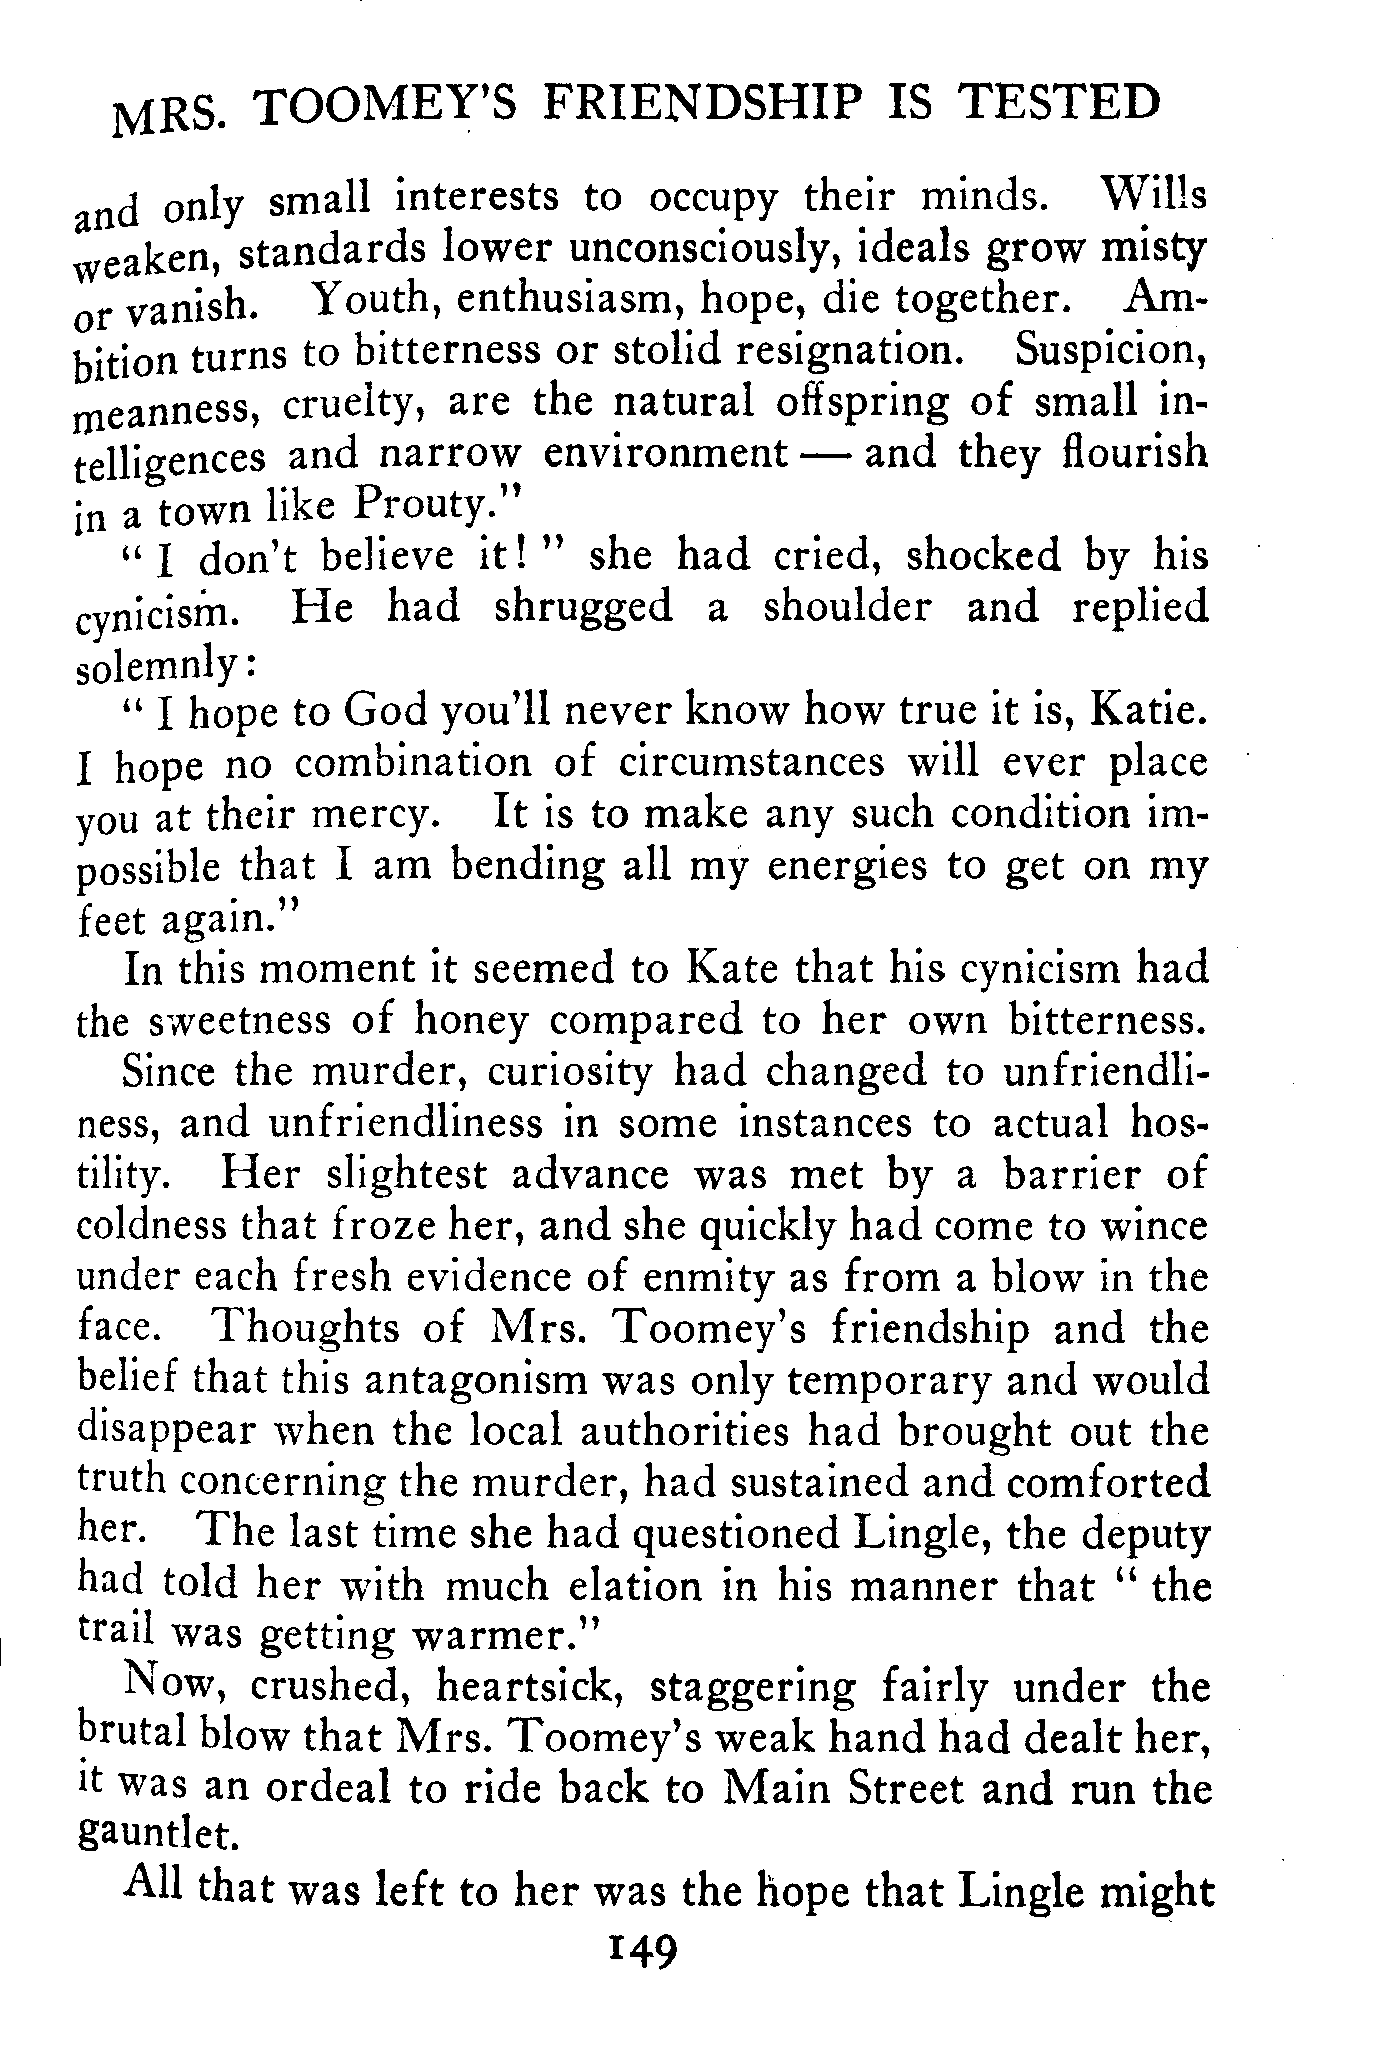 MRS. TOOMEY'S FRIENDSHIP IS TESTED
and only small interests to occupy their minds. Wills
weaken, standards lower unconsciously, ideals grow misty
or vanish. Youth, enthusiasm, hope, die together. Am-
bition turns to bitterness or stolid resignation. Suspicion,
meanness, cruelty, are the natural offspring of small in-
telligences and narrow environment — and they flourish
in a town like Prouty."
" I don't believe it! " she had cried, shocked by his
cynicism. He had shrugged a shoulder and replied
solemnly:
" I hope to God you'll never know how true it is, Katie.
I hope no combination of circumstances will ever place
you at their mercy. It is to make any such condition im-
possible that I am bending all my energies to get on my
feet again."
In this moment it seemed to Kate that his cynicism had
the sweetness of honey compared to her own bitterness.
Since the murder, curiosity had changed to unfriendli-
ness, and unfriendliness in some instances to actual hos-
tility. Her slightest advance was met by a barrier of
coldness that froze her, and she quickly had come to wince
under each fresh evidence of enmity as from a blow in the
face. Thoughts of Mrs. Toomey's friendship and the
belief that this antagonism was only temporary and would
disappear when the local authorities had brought out the
truth concerning the murder, had sustained and comforted
her. The last time she had questioned Lingle, the deputy
had told her with much elation in his manner that " the
trail was getting warmer."
Now, crushed, heartsick, staggering fairly under the
brutal blow that Mrs. Toomey's weak hand had dealt her,
it was an ordeal to ride back to Main Street and run the
gauntlet.
All that was left to her was the hope that Lingle might
149